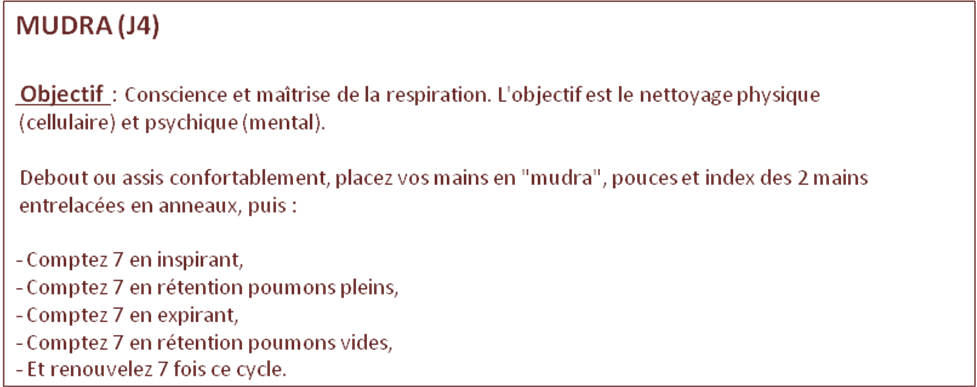 MUDRA (J4)
Objectif : Conscience et maîtrise de la respiration. L'objectif est le nettoyage physique
(cellulaire) et psychique (mental).
Debout ou assis confortablement, placez vos mains en "mudra", pouces et index des 2 mains
entrelacées en anneaux, puis :
- Comptez 7 en inspirant,
- Comptez 7 en rétention poumons pleins,
- Comptez 7 en expirant,
- Comptez 7 en rétention poumons vides,
- Et renouvelez 7 fois ce cycle.